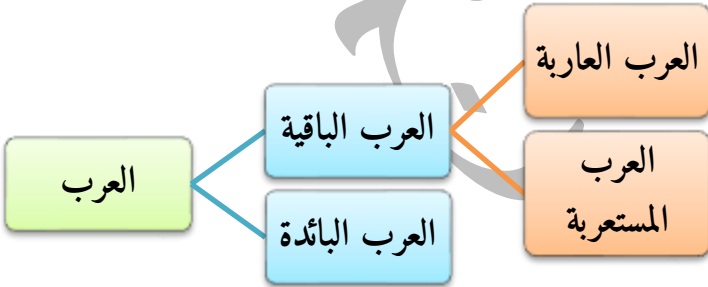 العرب
العرب الباقية
العرب العاربة
العرب
المستعربة
العرب البائدة